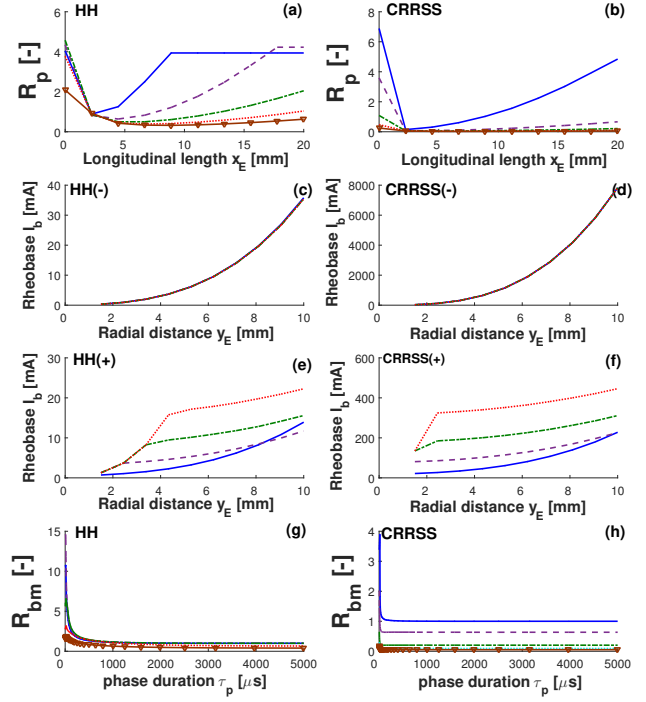 HH (a)
R_p [-]
6
4
2
0
0 5 10 15 20
Longitudinal length x_E [mm]
CRRSS (b)
R_p [-]
8
6
4
2
0
0 5 10 15 20
Longitudinal length x_E [mm]
HH(-) (c)
Rheobase I_b [mA]
40
30
20
10
0
0 2 4 6 8 10
Radial distance y_E [mm]
CRRSS(-) (d)
Rheobase I_b [mA]
8000
6000
4000
2000
0
0 2 4 6 8 10
Radial distance y_E [mm]
HH(+) (e)
Rheobase I_b [mA]
30
20
10
0
0 2 4 6 8 10
Radial distance y_E [mm]
CRRSS(+) (f)
Rheobase I_b [mA]
600
400
200
0
0 2 4 6 8 10
Radial distance y_E [mm]
HH (g)
R_bm [-]
15
10
5
0
0 1000 2000 3000 4000 5000
phase duration τ_p [μs]
CRRSS (h)
R_bm [-]
4
3
2
1
0
0 1000 2000 3000 4000 5000
phase duration τ_p [μs]